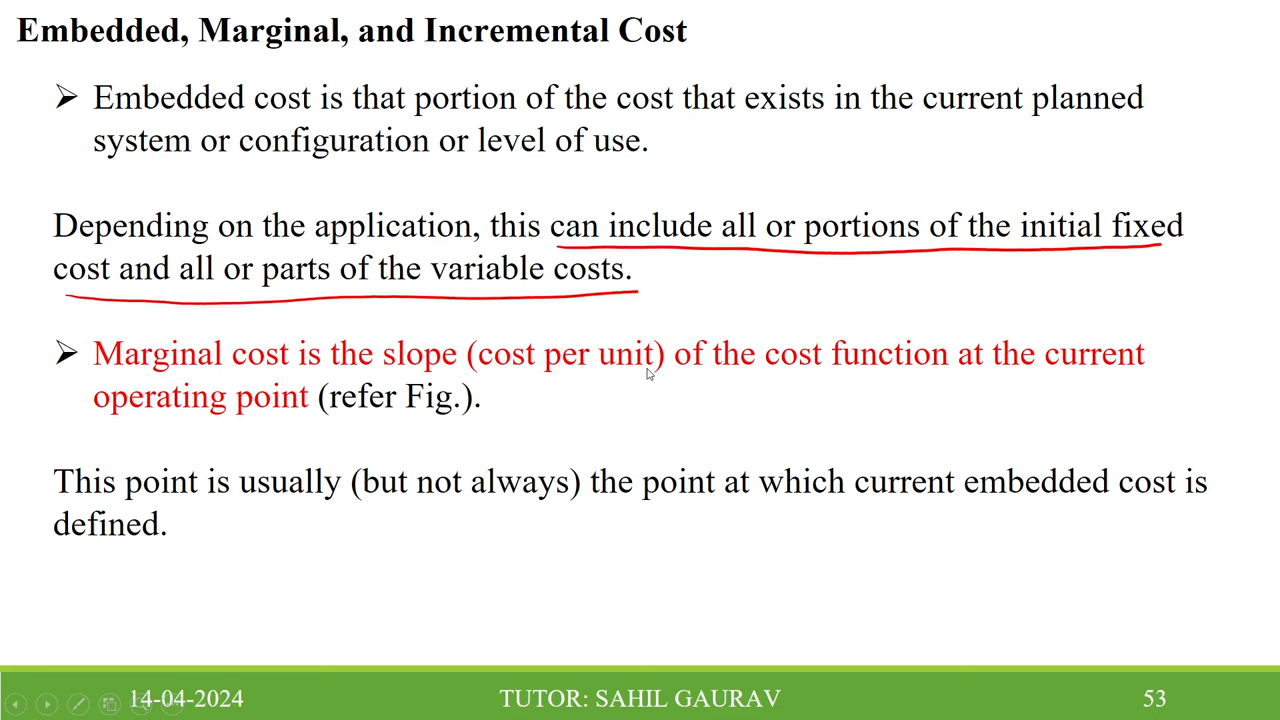 Embedded, Marginal, and Incremental Cost
➢ Embedded cost is that portion of the cost that exists in the current planned
system or configuration or level of use.
Depending on the application, this can include all or portions of the initial fixed
cost and all or parts of the variable costs.
➢ Marginal cost is the slope (cost per unit) of the cost function at the current
operating point (refer Fig.).
This point is usually (but not always) the point at which current embedded cost is
defined.
14-04-2024
TUTOR: SAHIL GAURAV
53